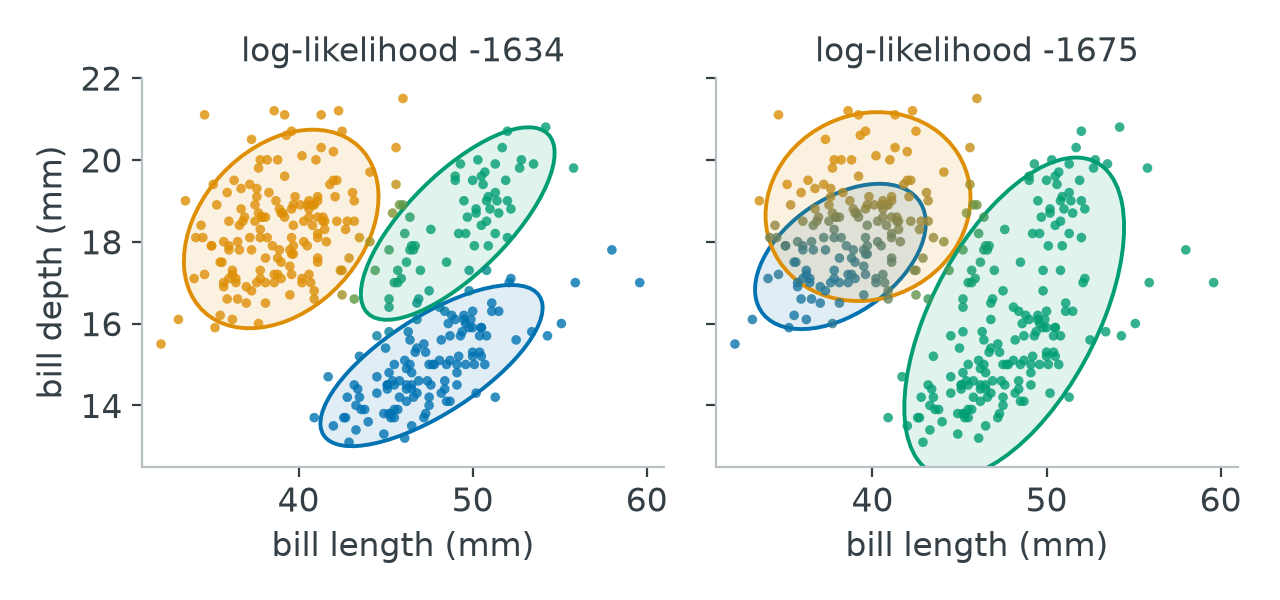 log-likelihood -1634
log-likelihood -1675
22
20
18
16
14
bill depth (mm)
40 50 60
40 50 60
bill length (mm)
bill length (mm)